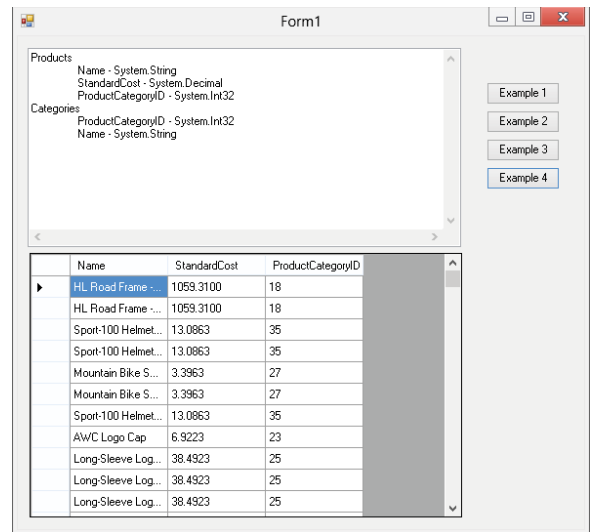 Form1
Products
Name - System.String
StandardCost - System.Decimal
ProductCategoryID - System.Int32
Categories
ProductCategoryID - System.Int32
Name - System.String
Example 1
Example 2
Example 3
Example 4
Name StandardCost ProductCategoryID
HL Road Frame -... 1059.3100 18
HL Road Frame -... 1059.3100 18
Sport-100 Helmet... 13.0863 35
Sport-100 Helmet... 13.0863 35
Mountain Bike S... 3.3963 27
Mountain Bike S... 3.3963 27
Sport-100 Helmet... 13.0863 35
AWC Logo Cap 6.9223 23
Long-Sleeve Log... 38.4923 25
Long-Sleeve Log... 38.4923 25
Long-Sleeve Log... 38.4923 25